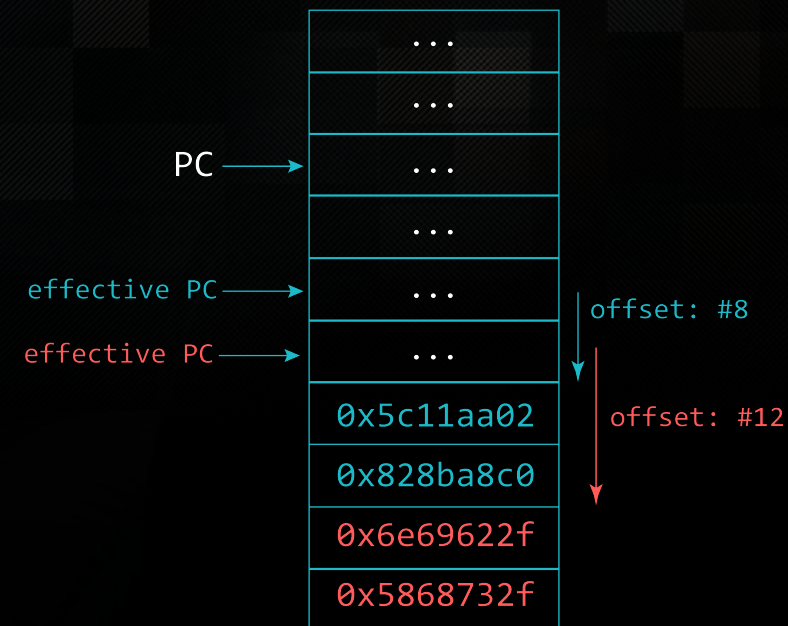 ...
...
PC
...
...
effective PC
...
offset: #8
effective PC
...
0x5c11aa02
offset: #12
0x828ba8c0
0x6e69622f
0x5868732f